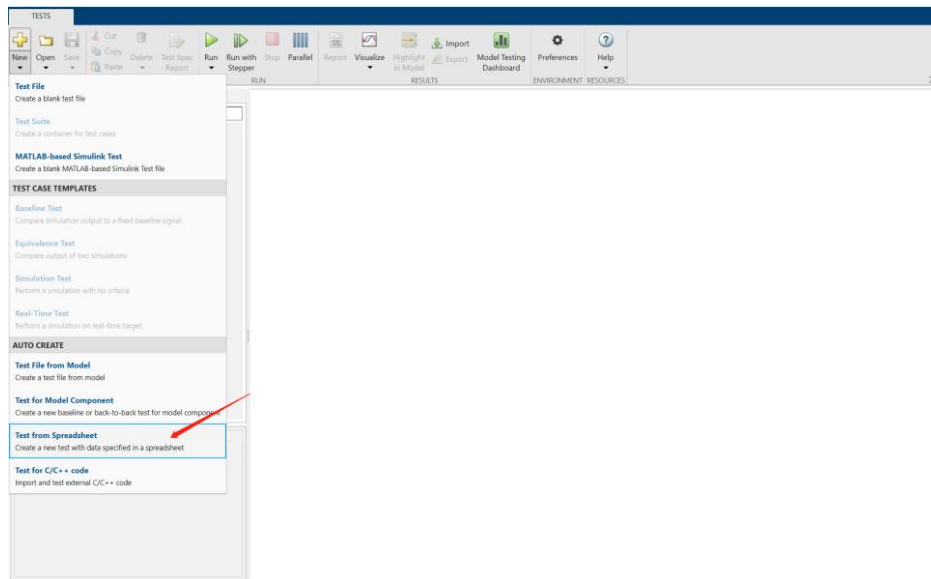 TESTS
New
Open
Save
Cut
Copy
Paste
Delete
Test Spec
Report
Run
Run with
Stepper
Stop
Parallel
Report
Visualize
Highlight
in Model
Import
Export
Model Testing
Dashboard
Preferences
Help
RUN
RESULTS
ENVIRONMENT
RESOURCES
Test File
Create a blank test file
Test Suite
Create a container for test cases
MATLAB-based Simulink Test
Create a blank MATLAB-based Simulink Test file
TEST CASE TEMPLATES
Baseline Test
Compare simulation output to a fixed baseline signal
Equivalence Test
Compare output of two simulations
Simulation Test
Perform a simulation with no criteria
Real-Time Test
Perform a simulation on real-time target
AUTO CREATE
Test File from Model
Create a test file from model
Test for Model Component
Create a new baseline or back-to-back test for model component
Test from Spreadsheet
Create a new test with data specified in a spreadsheet
Test for C/C++ code
Import and test external C/C++ code